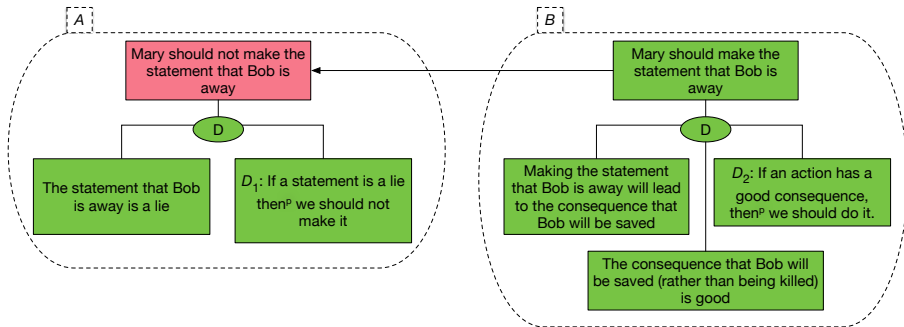 A
B
Mary should not make the
statement that Bob is
away
Mary should make the
statement that Bob is
away
D
D
The statement that Bob
is away is a lie
D₁: If a statement is a lie
thenᵖ we should not
make it
Making the statement
that Bob is away will lead
to the consequence that
Bob will be saved
D₂: If an action has a
good consequence,
thenᵖ we should do it.
The consequence that Bob will
be saved (rather than being killed)
is good